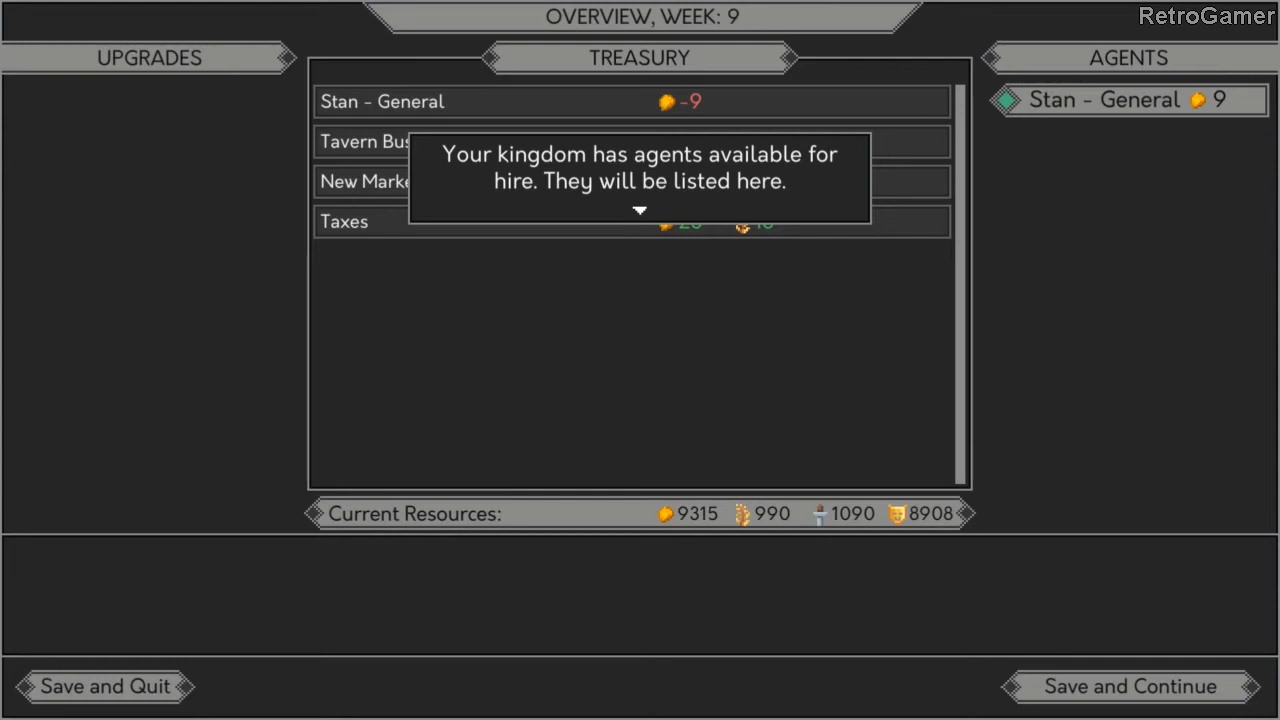 OVERVIEW, WEEK: 9
RetroGamer
UPGRADES
TREASURY
AGENTS
Stan - General -9
Stan - General 9
Tavern
Your kingdom has agents available for
hire. They will be listed here.
New
Taxes
Current Resources: 9315 990 1090 8908
Save and Quit
Save and Continue